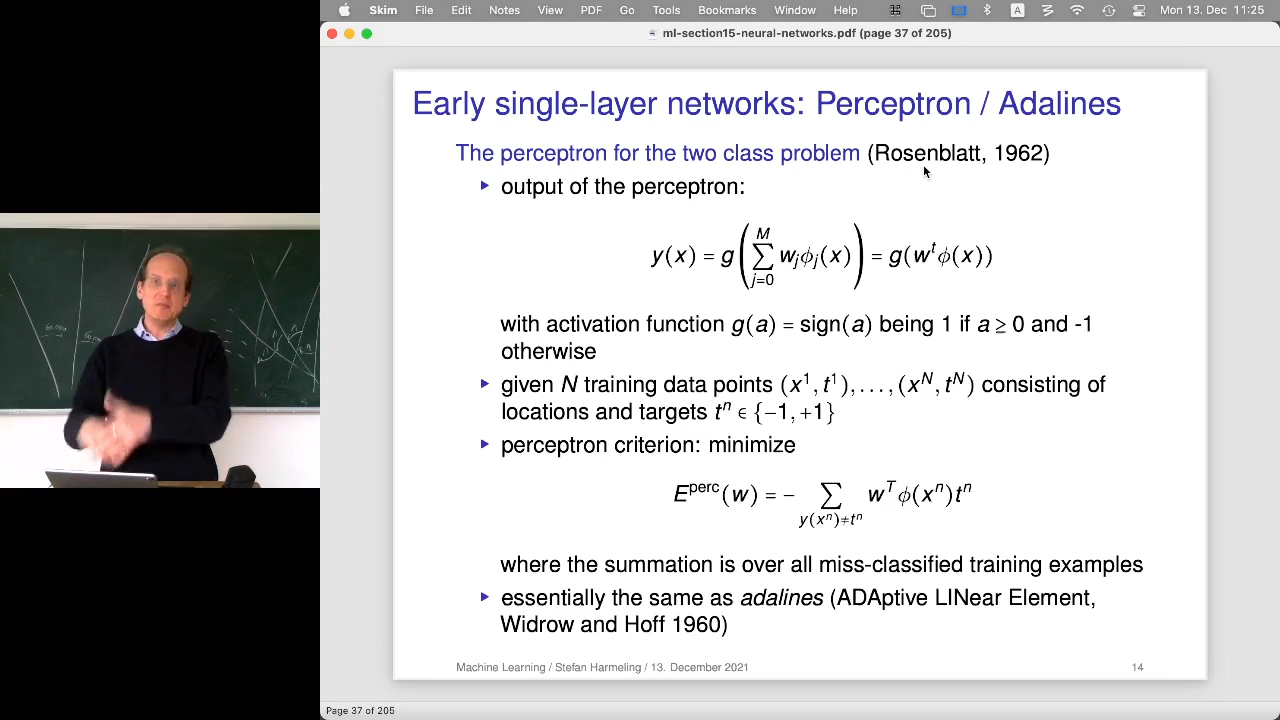 Skim File Edit Notes View PDF Go Tools Bookmarks Window Help Mon 13. Dec 11:25
ml-section15-neural-networks.pdf (page 37 of 205)
Early single-layer networks: Perceptron / Adalines
The perceptron for the two class problem (Rosenblatt, 1962)
▸ output of the perceptron:
y(x) = g(∑_{j=0}^{M} w_jϕ_j(x)) = g(w^tϕ(x))
with activation function g(a) = sign(a) being 1 if a ≥ 0 and -1
otherwise
▸ given N training data points (x¹, t¹), . . . , (x^N, t^N) consisting of
locations and targets t^n ∈ {−1, +1}
▸ perceptron criterion: minimize
E^perc(w) = − ∑_{y(x^n)≠t^n} w^Tϕ(x^n)t^n
where the summation is over all miss-classified training examples
▸ essentially the same as adalines (ADAptive LINear Element,
Widrow and Hoff 1960)
Machine Learning / Stefan Harmeling / 13. December 2021 14
Page 37 of 205